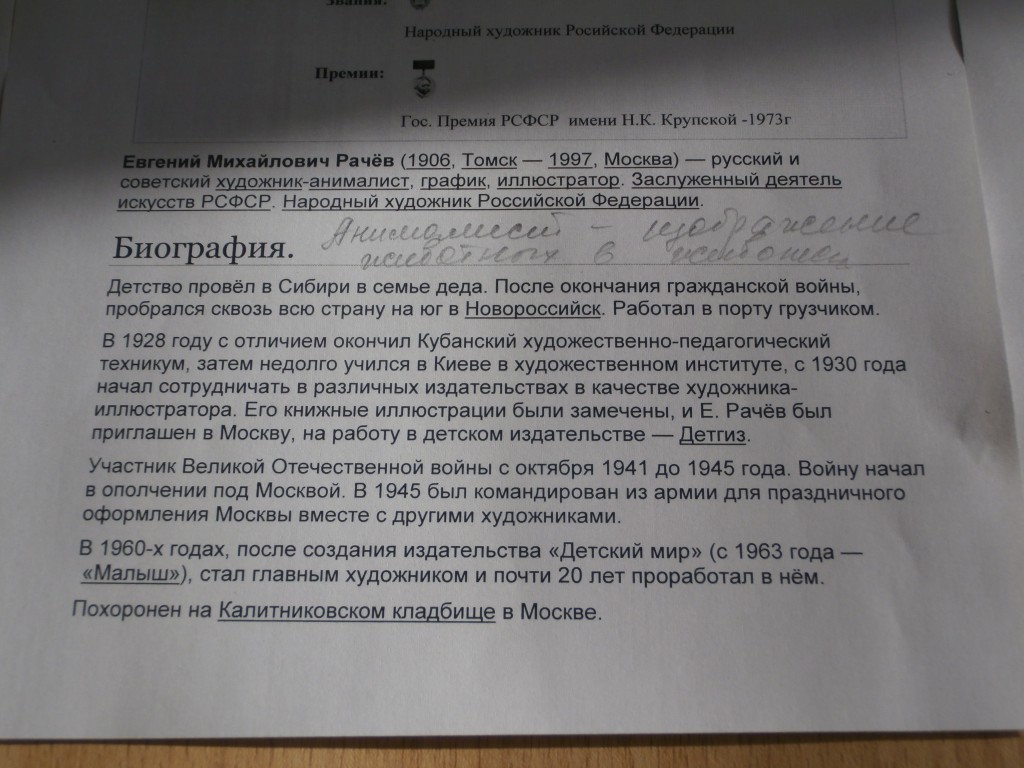 Звания:
Народный художник Росийской Федерации
Премии:
Гос. Премия РСФСР имени Н.К. Крупской -1973г
Евгений Михайлович Рачёв (1906, Томск — 1997, Москва) — русский и
советский художник-анималист, график, иллюстратор. Заслуженный деятель
искусств РСФСР. Народный художник Российской Федерации.
Анималист - изображение
животных в живописи
Биография.
Детство провёл в Сибири в семье деда. После окончания гражданской войны,
пробрался сквозь всю страну на юг в Новороссийск. Работал в порту грузчиком.
В 1928 году с отличием окончил Кубанский художественно-педагогический
техникум, затем недолго учился в Киеве в художественном институте, с 1930 года
начал сотрудничать в различных издательствах в качестве художника-
иллюстратора. Его книжные иллюстрации были замечены, и Е. Рачёв был
приглашен в Москву, на работу в детском издательстве — Детгиз.
Участник Великой Отечественной войны с октября 1941 до 1945 года. Войну начал
в ополчении под Москвой. В 1945 был командирован из армии для праздничного
оформления Москвы вместе с другими художниками.
В 1960-х годах, после создания издательства «Детский мир» (с 1963 года —
«Малыш»), стал главным художником и почти 20 лет проработал в нём.
Похоронен на Калитниковском кладбище в Москве.